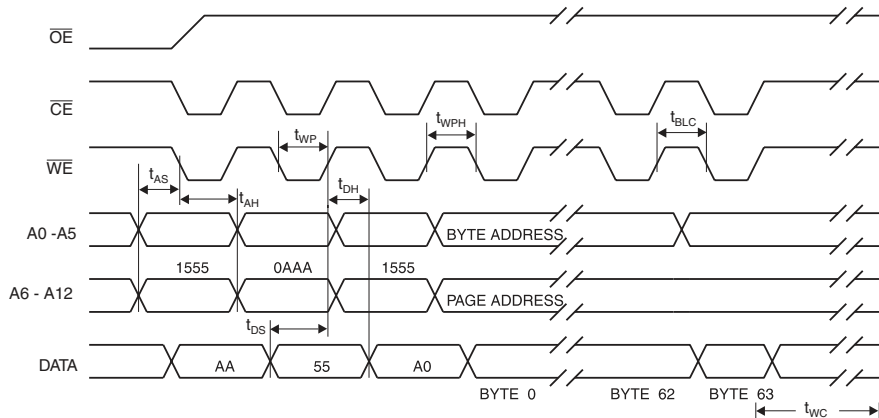 OE
CE
tWP
tWPH
tBLC
WE
tAS
tAH
tDH
A0 -A5
BYTE ADDRESS
1555
0AAA
1555
A6 - A12
PAGE ADDRESS
tDS
DATA
AA
55
A0
BYTE 0
BYTE 62
BYTE 63
tWC